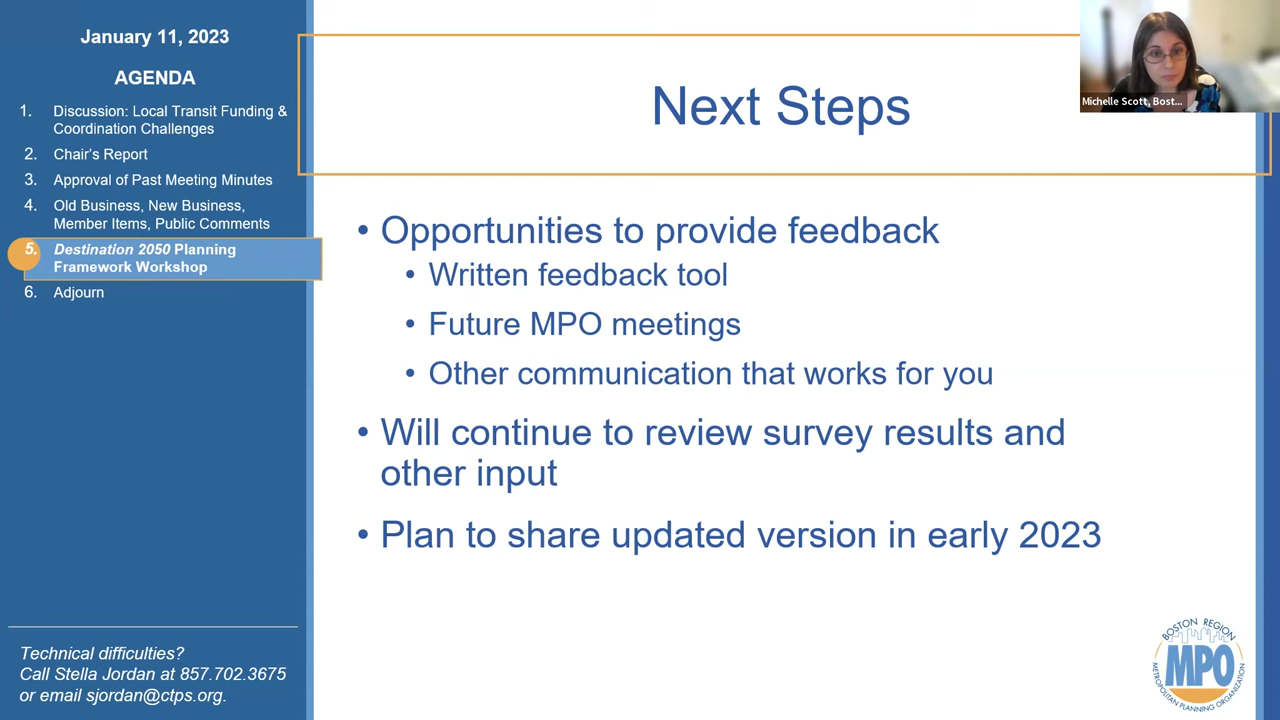 January 11, 2023
AGENDA
1. Discussion: Local Transit Funding &
Coordination Challenges
2. Chair's Report
3. Approval of Past Meeting Minutes
4. Old Business, New Business,
Member Items, Public Comments
5. Destination 2050 Planning
Framework Workshop
6. Adjorn
Technical difficulties?
Call Stella Jordan at 857.702.3675
or email sjordan@ctps.org.
Next Steps
• Opportunities to provide feedback
• Written feedback tool
• Future MPO meetings
• Other communication that works for you
• Will continue to review survey results and
other input
• Plan to share updated version in early 2023
Michelle Scott, Bost...
BOSTON REGION
MPO
METROPOLITAN PLANNING ORGANIZATION